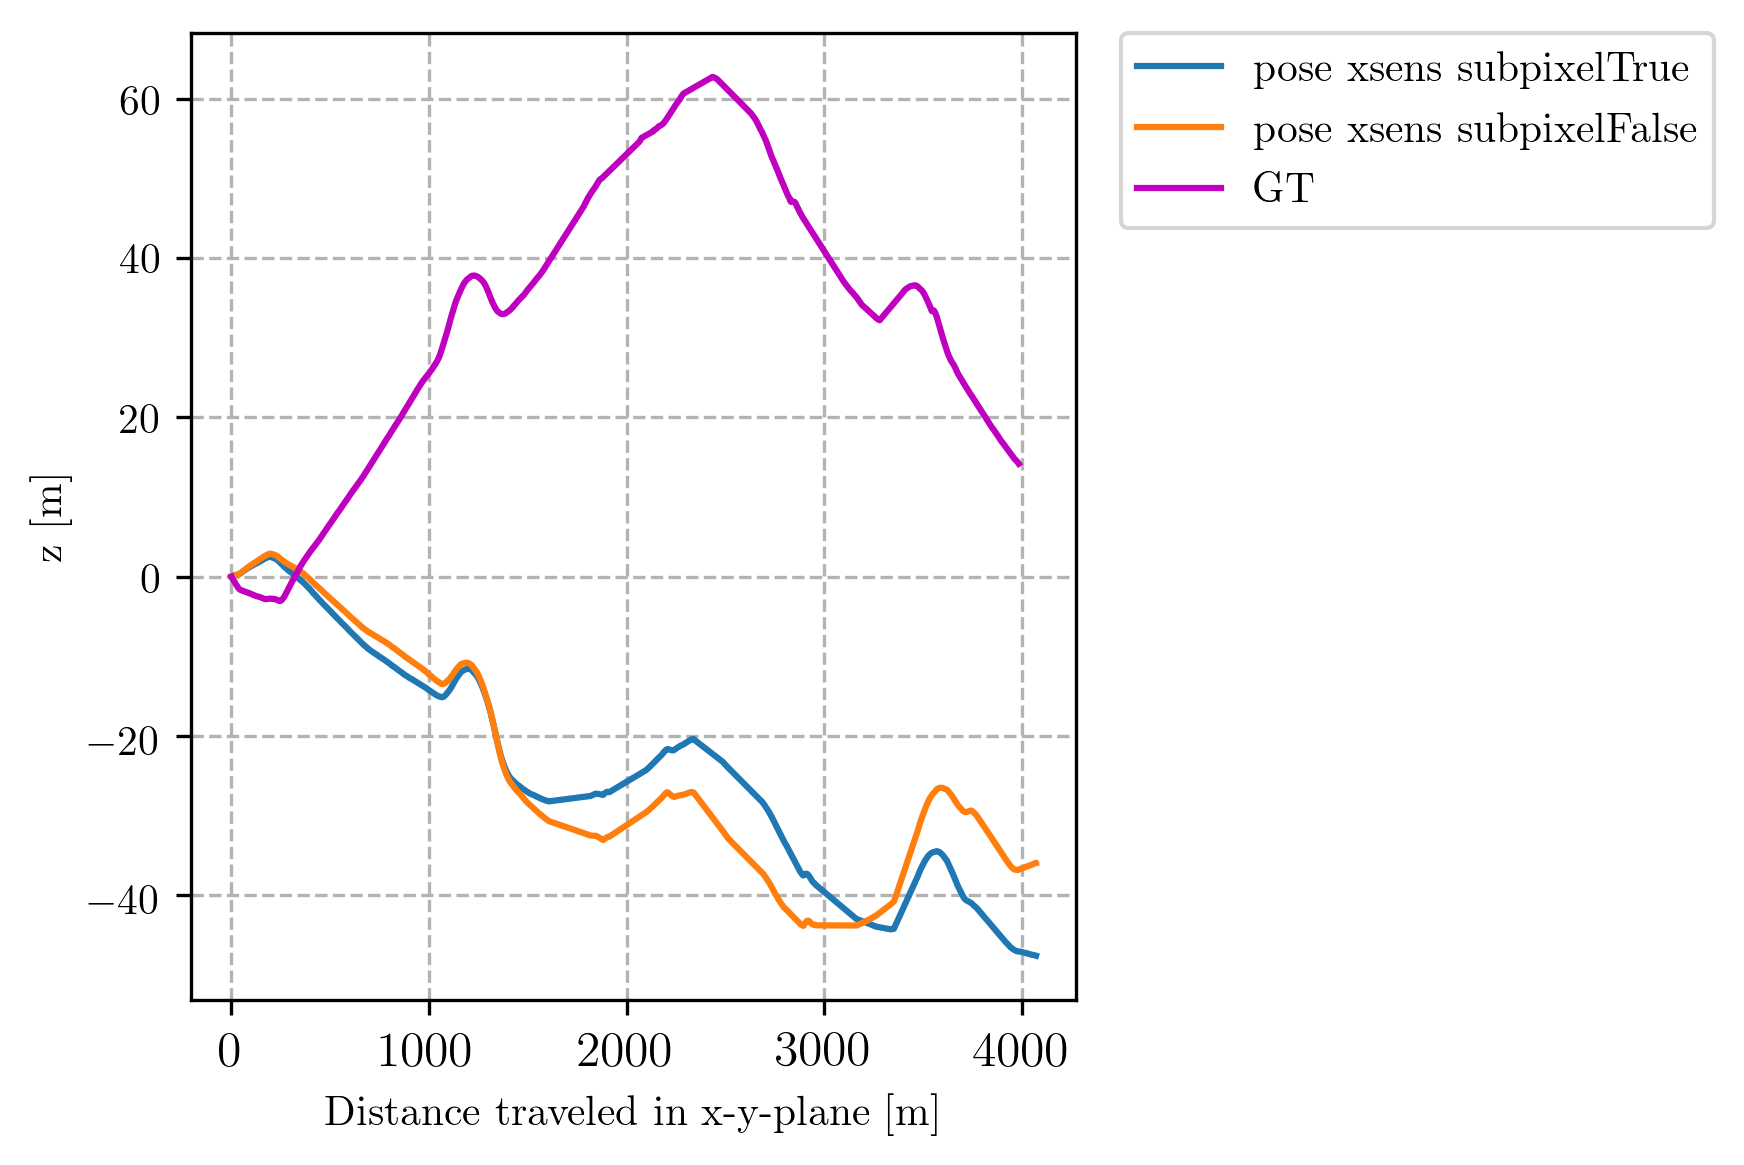 pose xsens subpixelTrue
pose xsens subpixelFalse
GT
60
40
20
0
−20
−40
z [m]
0 1000 2000 3000 4000
Distance traveled in x-y-plane [m]